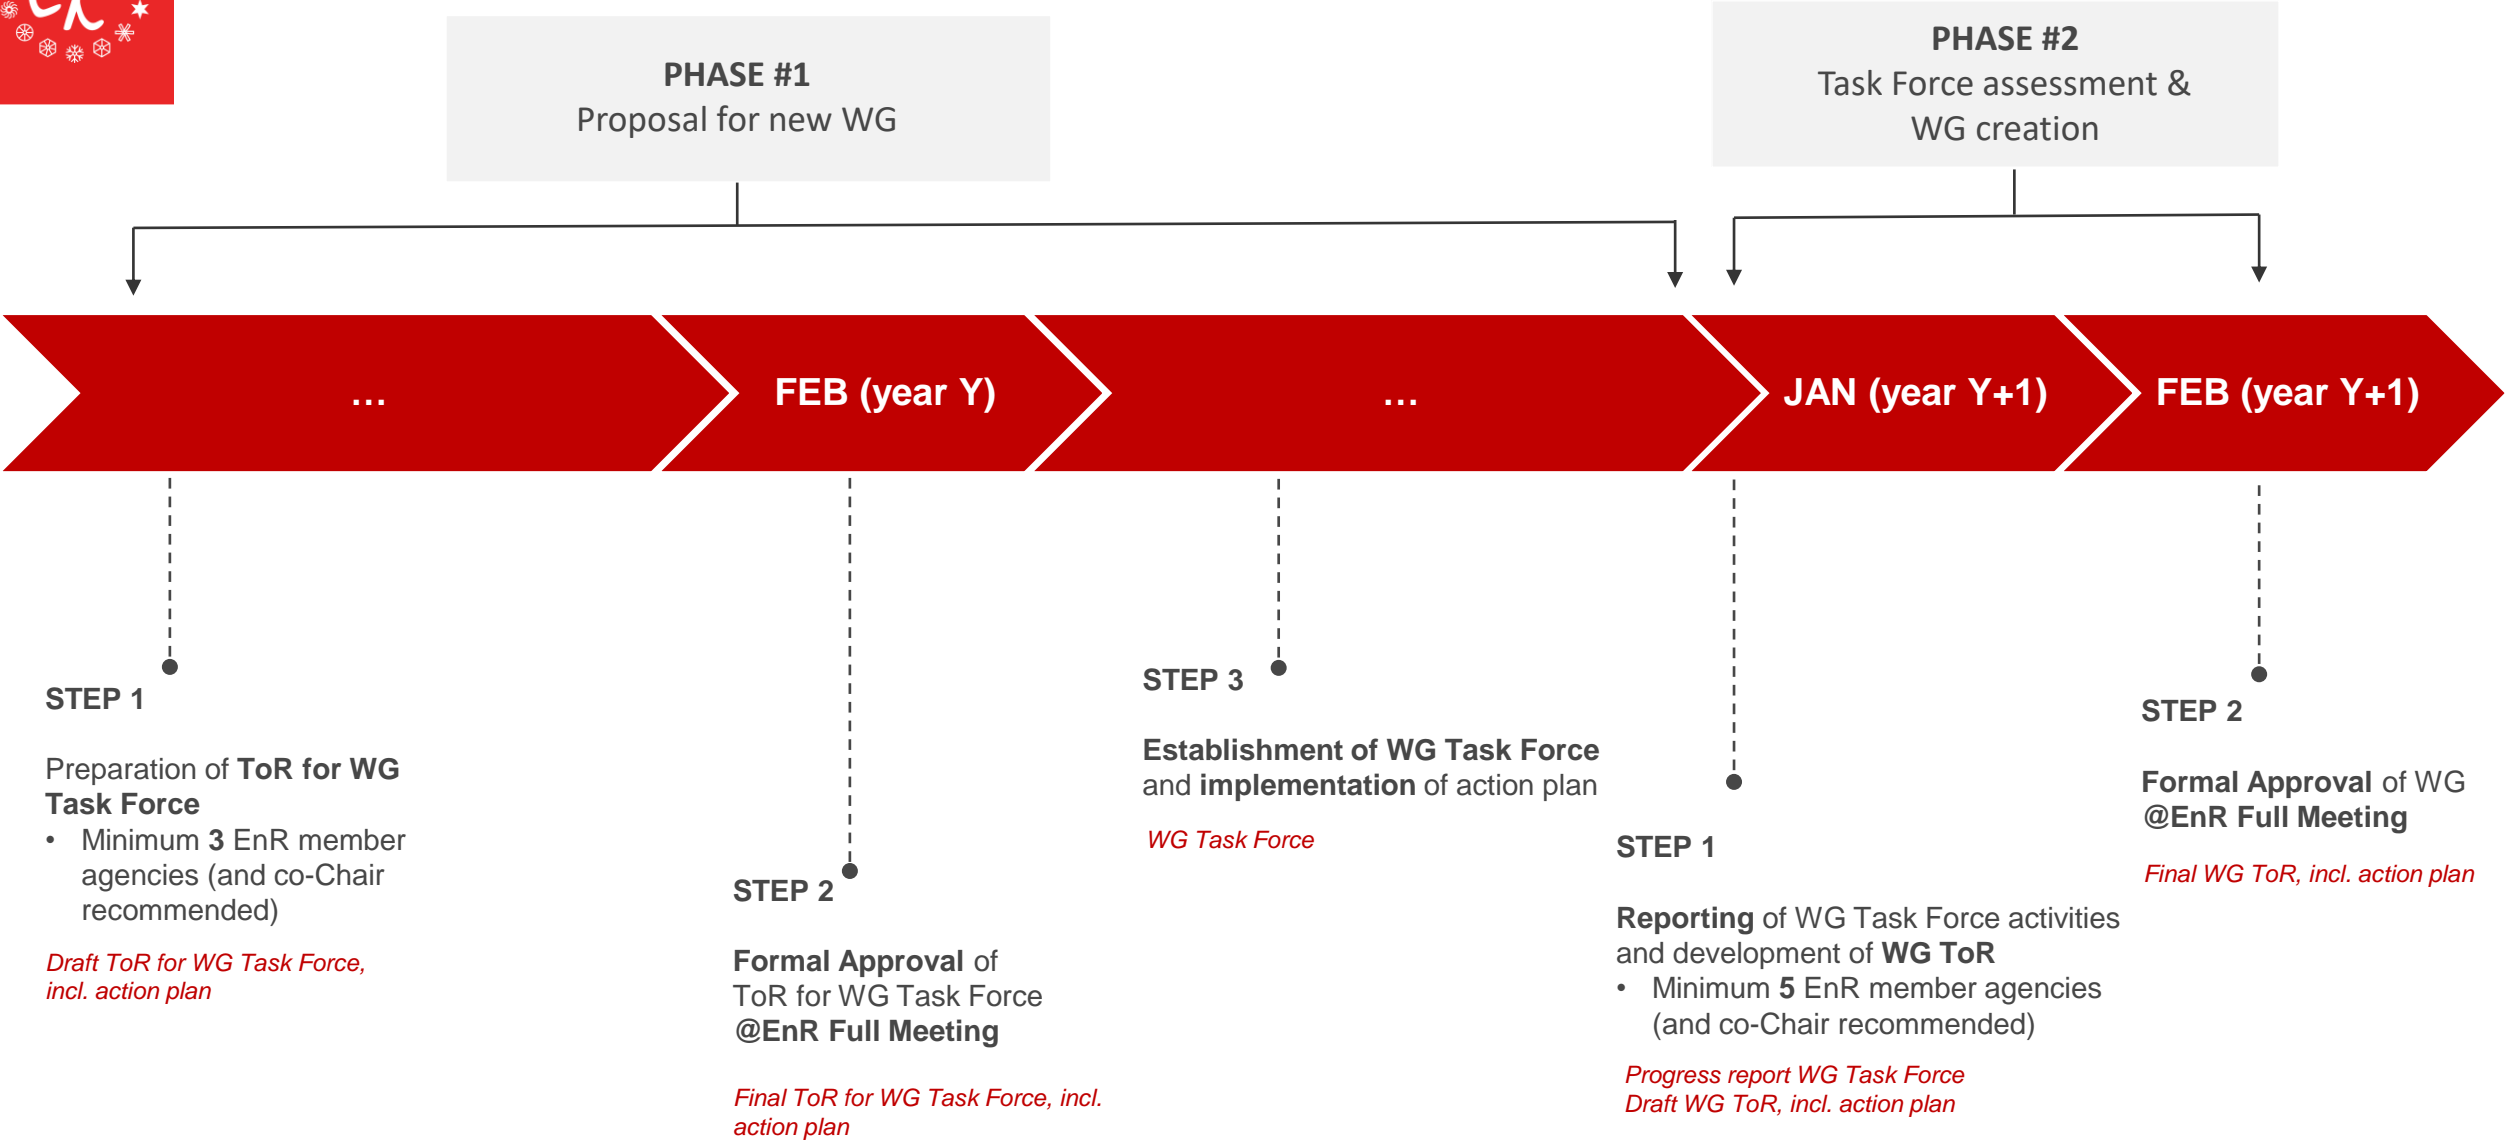 PHASE #1
Proposal for new WG
PHASE #2
Task Force assessment &
WG creation
...
FEB (year Y)
...
JAN (year Y+1)
FEB (year Y+1)
STEP 1
Preparation of ToR for WG
Task Force
• Minimum 3 EnR member
agencies (and co-Chair
recommended)
Draft ToR for WG Task Force,
incl. action plan
STEP 2
Formal Approval of
ToR for WG Task Force
@EnR Full Meeting
Final ToR for WG Task Force, incl.
action plan
STEP 3
Establishment of WG Task Force
and implementation of action plan
WG Task Force
STEP 1
Reporting of WG Task Force activities
and development of WG ToR
• Minimum 5 EnR member agencies
(and co-Chair recommended)
Progress report WG Task Force
Draft WG ToR, incl. action plan
STEP 2
Formal Approval of WG
@EnR Full Meeting
Final WG ToR, incl. action plan